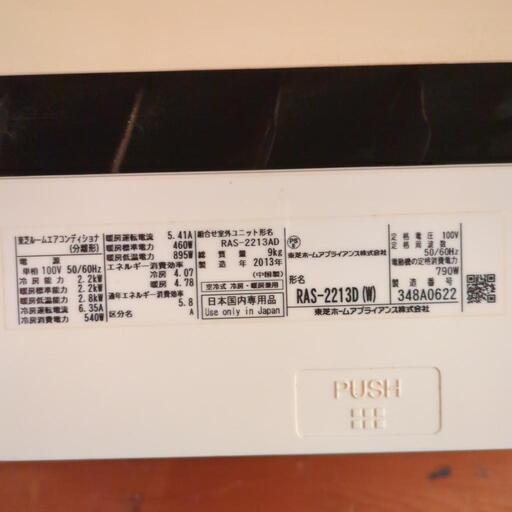 東芝ルームエアコンディショナ
(分離形)
電 源
単相 100V 50/60Hz
冷房能力 2.2kW
暖房標準能力 2.2kW
暖房低温能力 2.8kW
冷房運転電流 6.35A
冷房消費電力 540W
暖房運転電流 5.41A
暖房標準電力 460W
暖房低温電力 895W
エネルギー消費効率
冷房 4.07
暖房 4.78
通年エネルギー消費効率
5.8
区分名 A
組合せ室外ユニット形名
RAS-2213AD
総質量 9kg
製造年 2013年
(中国製)
空冷式 冷房・暖房兼用
日本国内専用品
Use only in Japan
PSE
東芝ホームアプライアンス株式会社
形名
RAS-2213D(W)
定格電圧 100V
定格周波数
50/60Hz
電動機の定格消費電力
790W
製造番号
348A0622
東芝ホームアプライアンス株式会社
PUSH